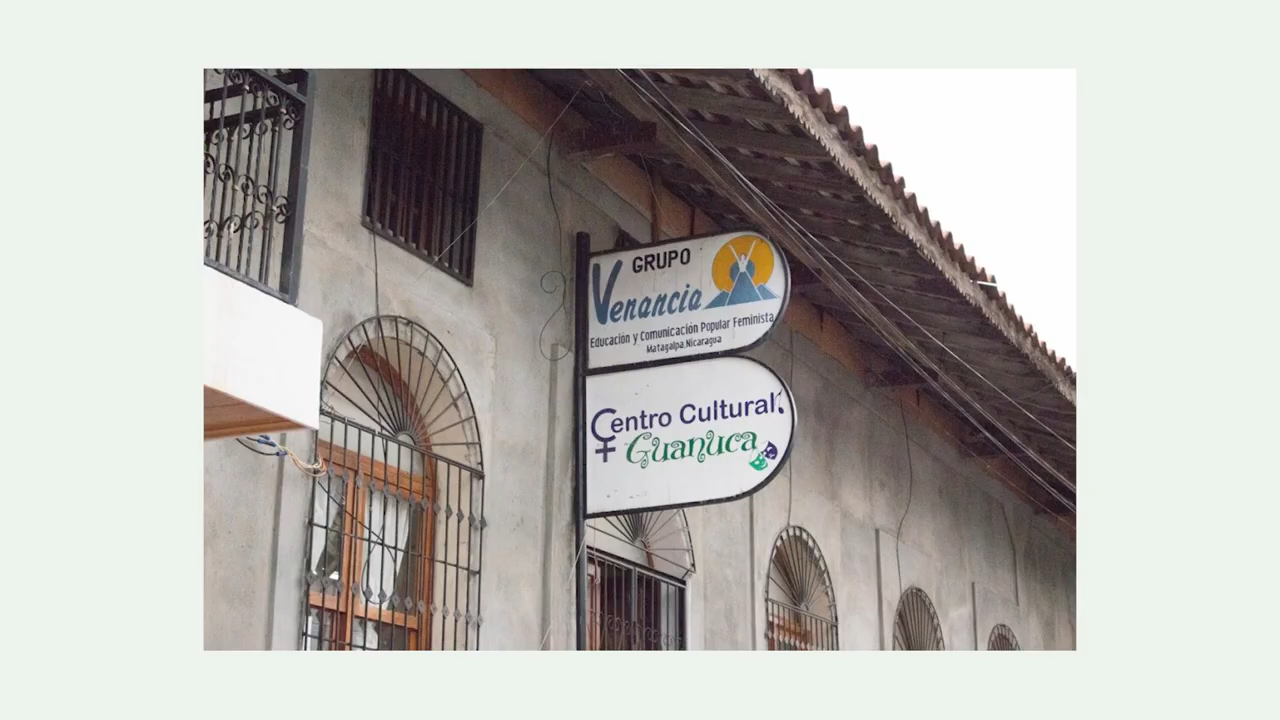 GRUPO
Venancia
Educación y Comunicación Popular Feminista
Matagalpa.Nicaragua
Centro Cultural
Guanuca